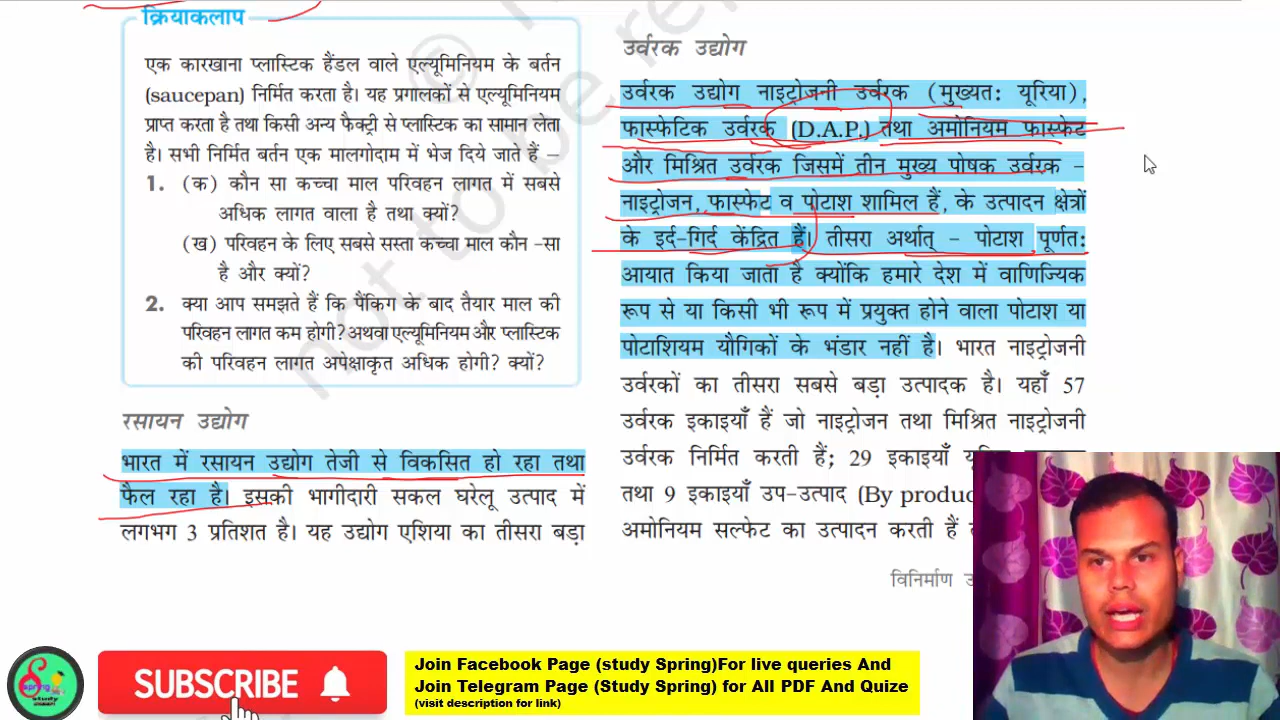 क्रियाकलाप
एक कारखाना प्लास्टिक हैंडल वाले एल्यूमिनियम के बर्तन
(saucepan) निर्मित करता है। यह प्रगालकों से एल्यूमिनियम
प्राप्त करता है तथा किसी अन्य फैक्ट्री से प्लास्टिक का सामान लेता
है। सभी निर्मित बर्तन एक मालगोदाम में भेज दिये जाते हैं –
1. (क) कौन सा कच्चा माल परिवहन लागत में सबसे
अधिक लागत वाला है तथा क्यों?
(ख) परिवहन के लिए सबसे सस्ता कच्चा माल कौन -सा
है और क्यों?
2. क्या आप समझते हैं कि पैंकिग के बाद तैयार माल की
परिवहन लागत कम होगी? अथवा एल्यूमिनियम और प्लास्टिक
की परिवहन लागत अपेक्षाकृत अधिक होगी? क्यों?
रसायन उद्योग
भारत में रसायन उद्योग तेजी से विकसित हो रहा तथा
फैल रहा है। इसकी भागीदारी सकल घरेलू उत्पाद में
लगभग 3 प्रतिशत है। यह उद्योग एशिया का तीसरा बड़ा
उर्वरक उद्योग
उर्वरक उद्योग नाइट्रोजनी उर्वरक (मुख्यत: यूरिया),
फास्फेटिक उर्वरक (D.A.P.) तथा अमोनियम फास्फेट
और मिश्रित उर्वरक जिसमें तीन मुख्य पोषक उर्वरक –
नाइट्रोजन, फास्फेट व पोटाश शामिल हैं, के उत्पादन क्षेत्रों
के इर्द-गिर्द केंद्रित हैं। तीसरा अर्थात् – पोटाश पूर्णत:
आयात किया जाता है क्योंकि हमारे देश में वाणिज्यिक
रूप से या किसी भी रूप में प्रयुक्त होने वाला पोटाश या
पोटाशियम यौगिकों के भंडार नहीं है। भारत नाइट्रोजनी
उर्वरकों का तीसरा सबसे बड़ा उत्पादक है। यहाँ 57
उर्वरक इकाइयाँ हैं जो नाइट्रोजन तथा मिश्रित नाइट्रोजनी
उर्वरक निर्मित करती हैं; 29 इकाइयाँ
तथा 9 इकाइयाँ उप-उत्पाद (By
अमोनियम सल्फेट का उत्पादन करती हैं
विनिर्माण
not to be re
©
Spring
study
SUBSCRIBE
Join Facebook Page (study Spring)For live queries And
Join Telegram Page (Study Spring) for All PDF And Quize
(visit description for link)